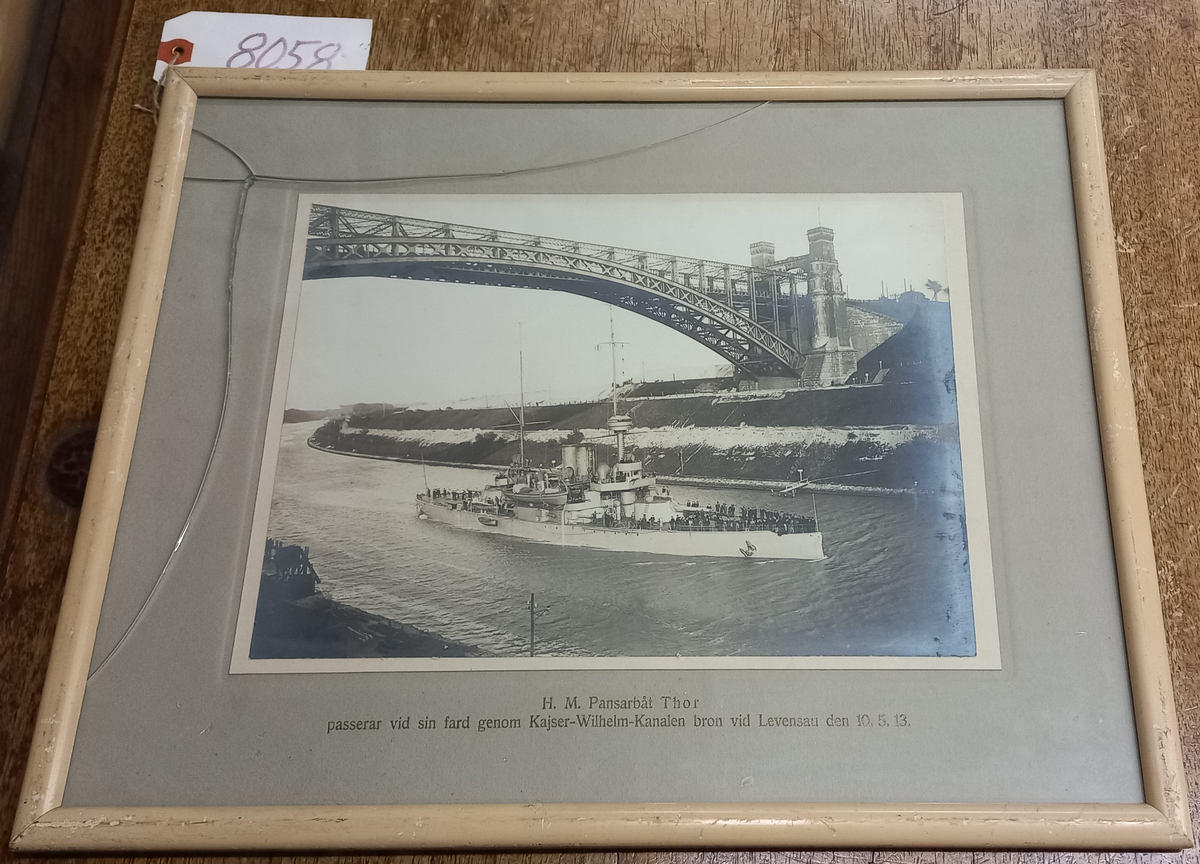 8058
H. M. Pansarbåt Thor
passerar vid sin fard genom Kajser-Wilhelm-Kanalen bron vid Levensau den 10. 5. 13.